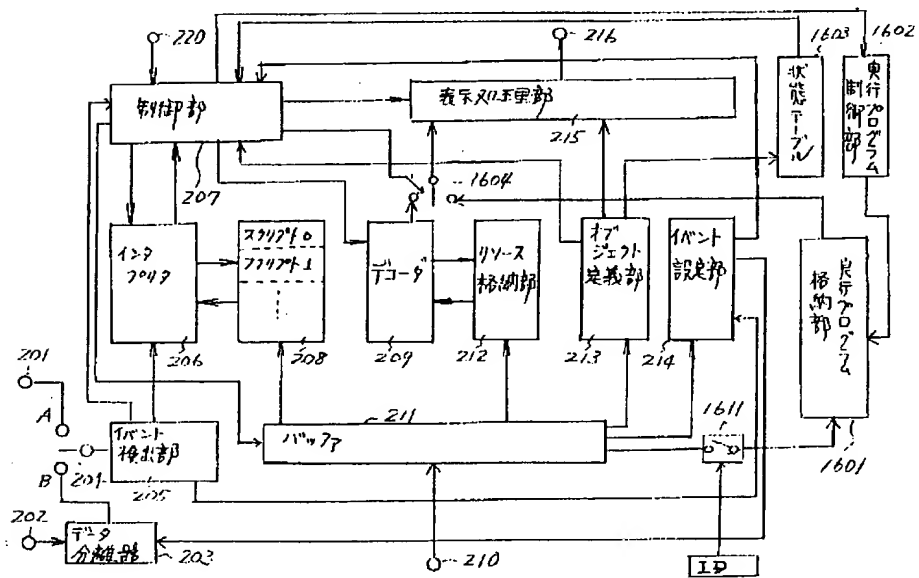 220
216
1603
1602
制御部
207
表示処理部
215
状態テーブル
実行プログラム
制御部
1604
インタ
プリタ
206
スクリプト0
スクリプト1
208
デコーダ
209
リソース
格納部
212
オブ
ジェクト
定義部
213
イベント
設定部
214
実行プログラム
格納部
1601
201
A
B
204
イベント
検出部
205
バッファ
211
1611
202
データ
分離部
203
210
ID